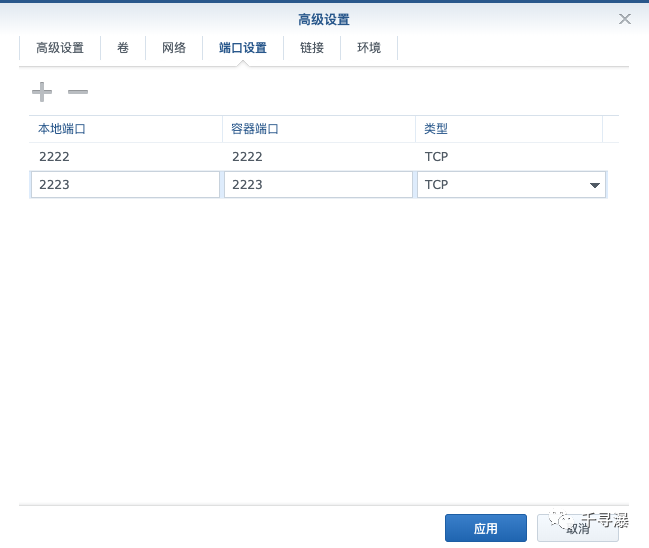 高级设置
高级设置 卷 网络 端口设置 链接 环境
本地端口 容器端口 类型
2222 2222 TCP
2223 2223 TCP
应用 取消
千寻瀑